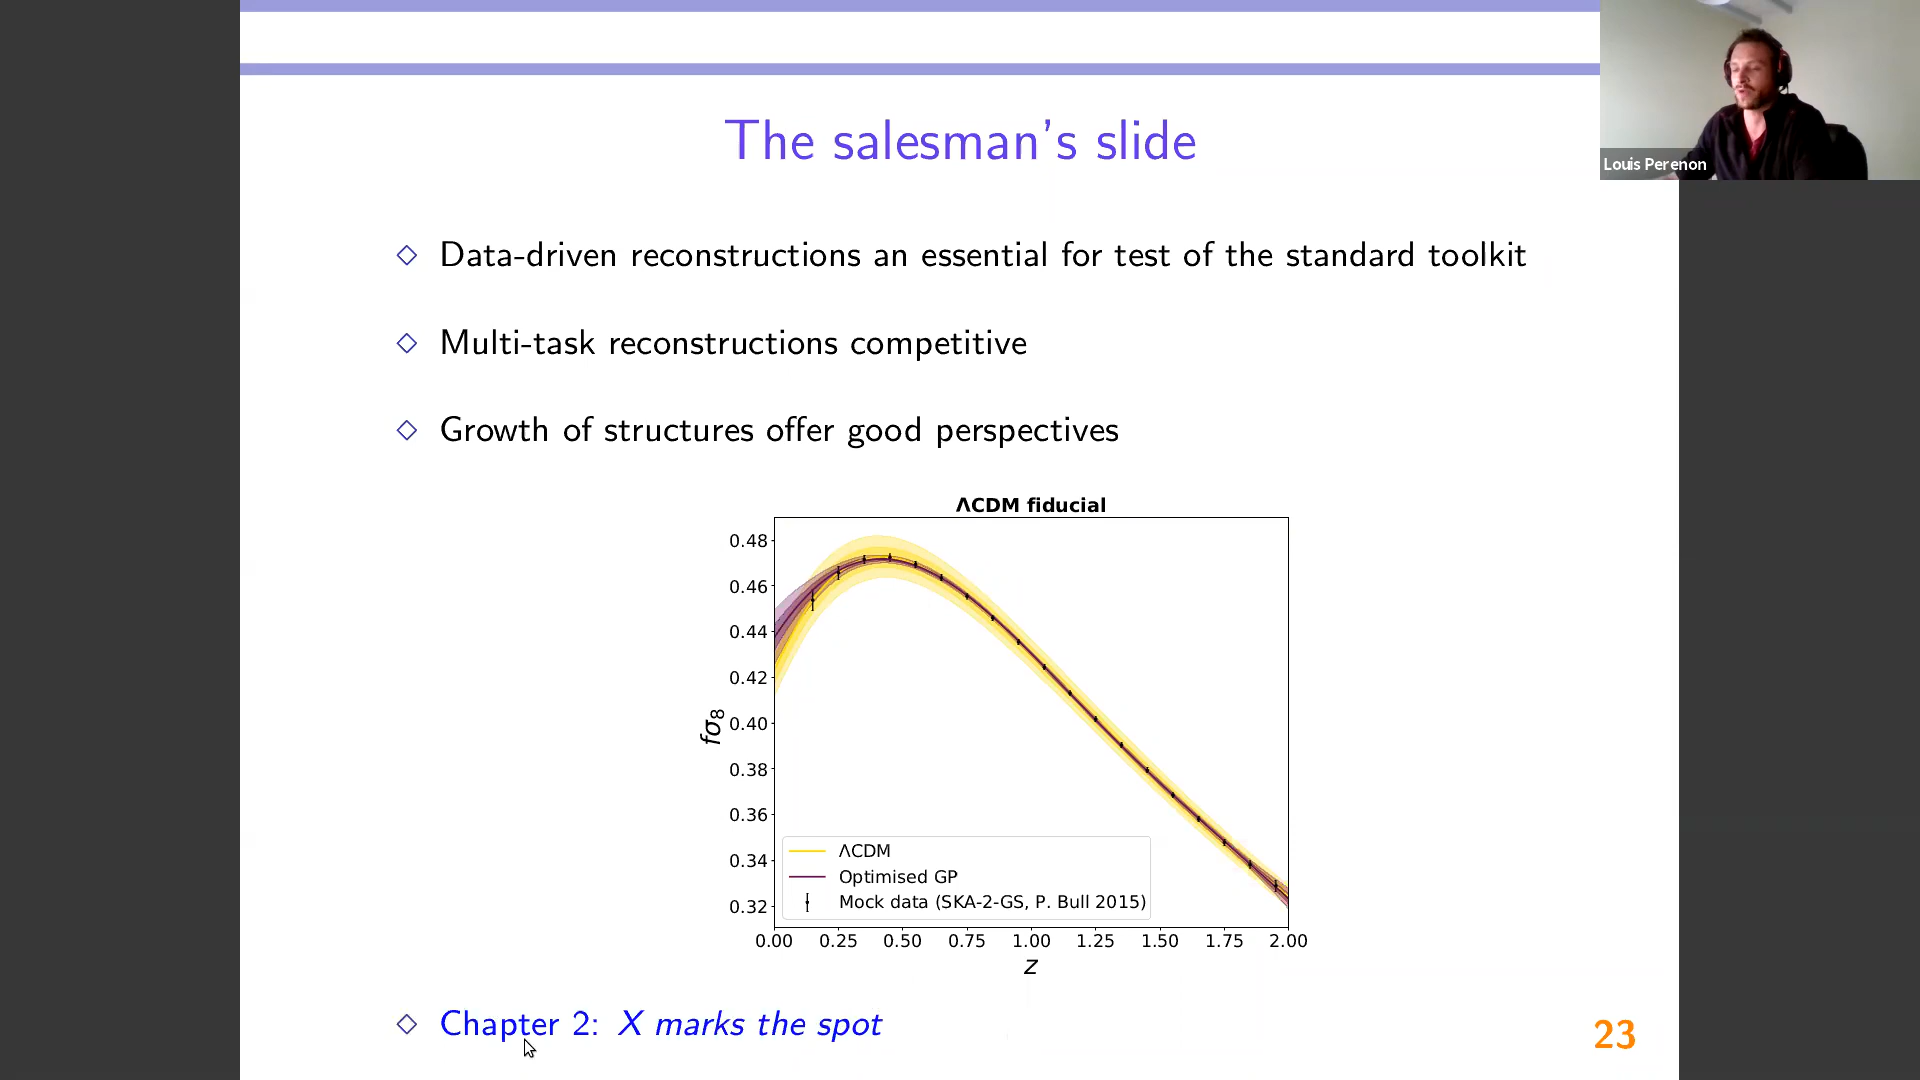 Louis Perenon
The salesman's slide
Data-driven reconstructions an essential for test of the standard toolkit
Multi-task reconstructions competitive
Growth of structures offer good perspectives
ΛCDM fiducial
0.48
0.46
0.44
0.42
0.40
0.38
0.36
0.34
0.32
fσ8
ΛCDM
Optimised GP
Mock data (SKA-2-GS, P. Bull 2015)
0.00 0.25 0.50 0.75 1.00 1.25 1.50 1.75 2.00
z
Chapter 2: X marks the spot
23